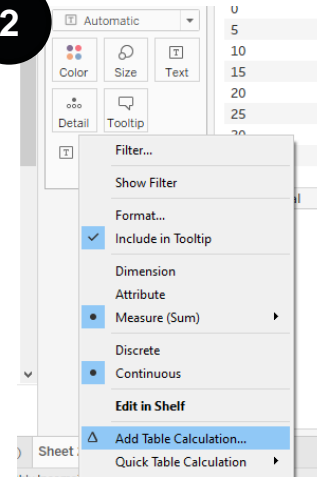 2
T Automatic
0
5
10
15
20
25
Color Size Text
Detail Tooltip
T
Filter...
Show Filter
Format...
Include in Tooltip
Dimension
Attribute
Measure (Sum)
Discrete
Continuous
Edit in Shelf
Add Table Calculation...
Quick Table Calculation
Sheet